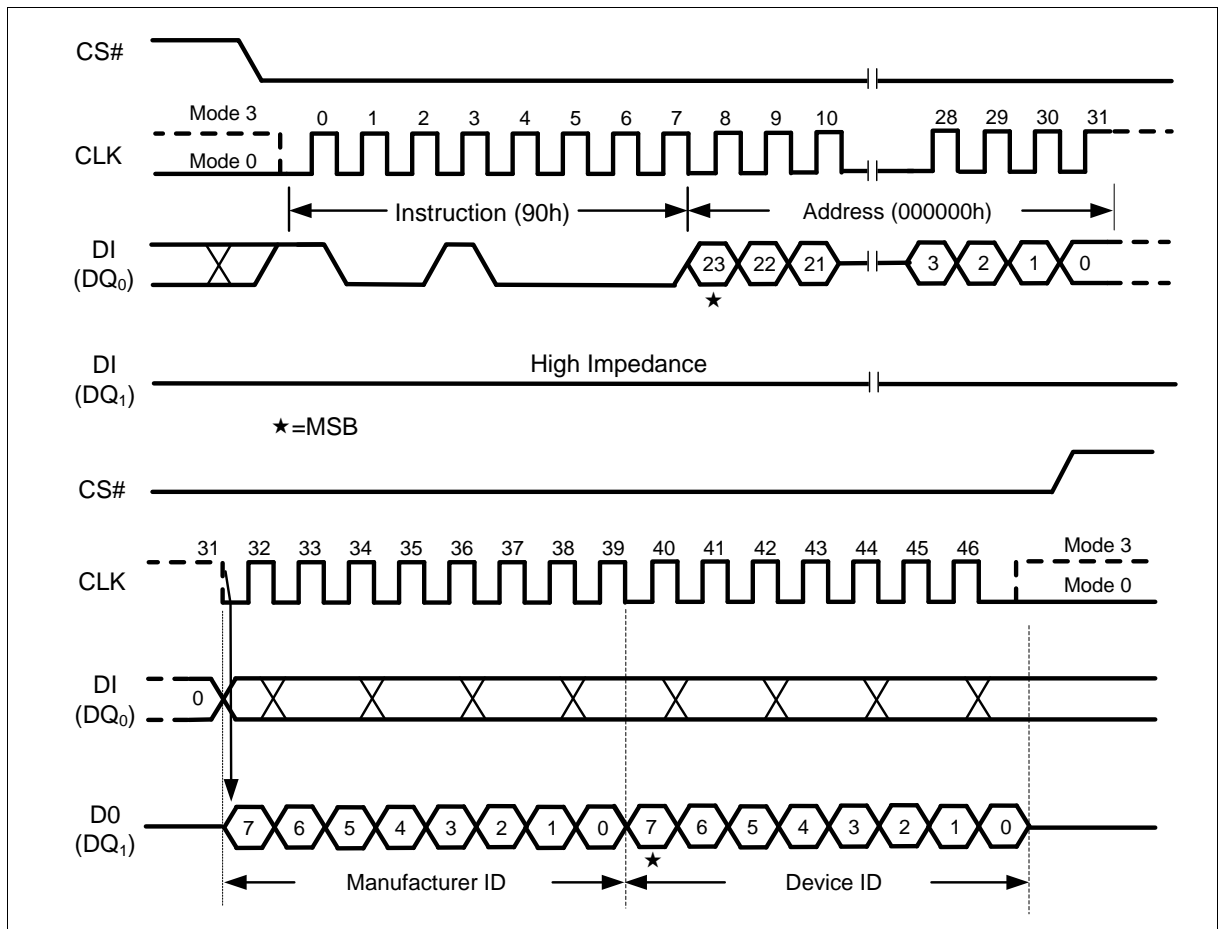 CS#
Mode 3
0 1 2 3 4 5 6 7 8 9 10 28 29 30 31
CLK
Mode 0
Instruction (90h) Address (000000h)
DI
(DQ0)
23 22 21 3 2 1 0
★
DI
(DQ1)
High Impedance
★=MSB
CS#
31 32 33 34 35 36 37 38 39 40 41 42 43 44 45 46
Mode 3
CLK
Mode 0
DI
(DQ0)
0
D0
(DQ1)
7 6 5 4 3 2 1 0 7 6 5 4 3 2 1 0
★
Manufacturer ID Device ID